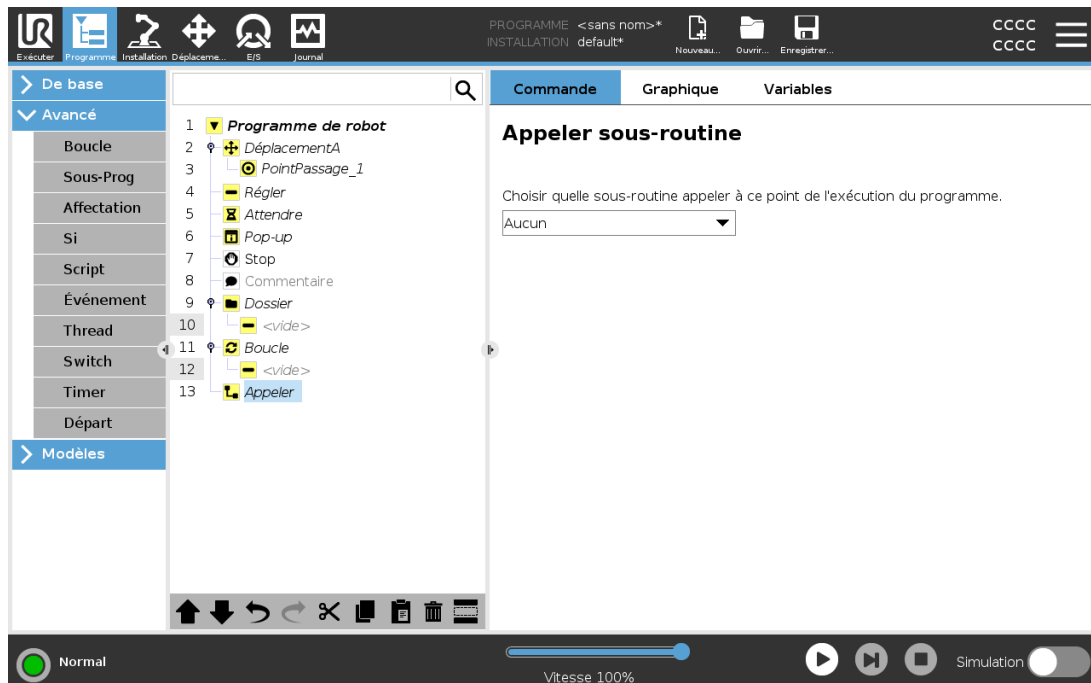 PROGRAMME <sans nom>*
INSTALLATION default*
CCCC
CCCC
Exécuter Programme Installation Déplaceme... E/S Journal
Nouveau... Ouvrir... Enregistrer...
De base
Avancé
Boucle
Sous-Prog
Affectation
Si
Script
Événement
Thread
Switch
Timer
Départ
Modèles
1 Programme de robot
2 DéplacementA
3 PointPassage_1
4 Régler
5 Attendre
6 Pop-up
7 Stop
8 Commentaire
9 Dossier
10 <vide>
11 Boucle
12 <vide>
13 Appeler
Commande Graphique Variables
Appeler sous-routine
Choisir quelle sous-routine appeler à ce point de l'exécution du programme.
Aucun
Normal
Vitesse 100%
Simulation